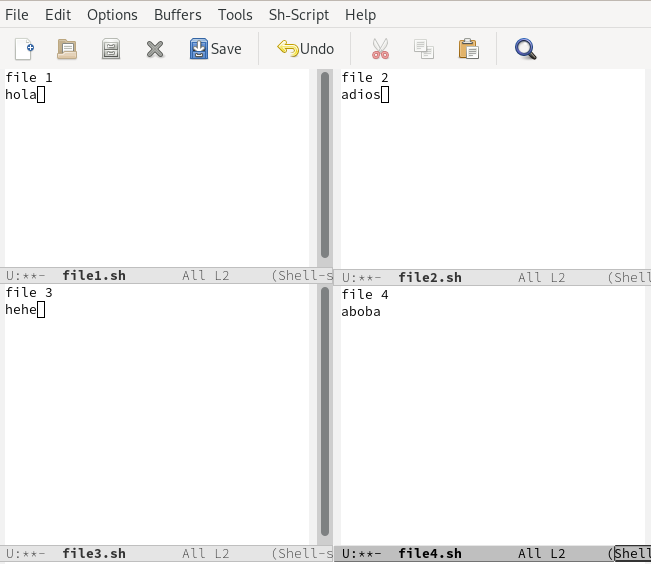 File Edit Options Buffers Tools Sh-Script Help
Save Undo
file 1
hola
U:**- file1.sh All L2 (Shell-s
file 2
adios
U:**- file2.sh All L2 (Shell
file 3
hehe
U:**- file3.sh All L2 (Shell-s
file 4
aboba
U:**- file4.sh All L2 (Shell